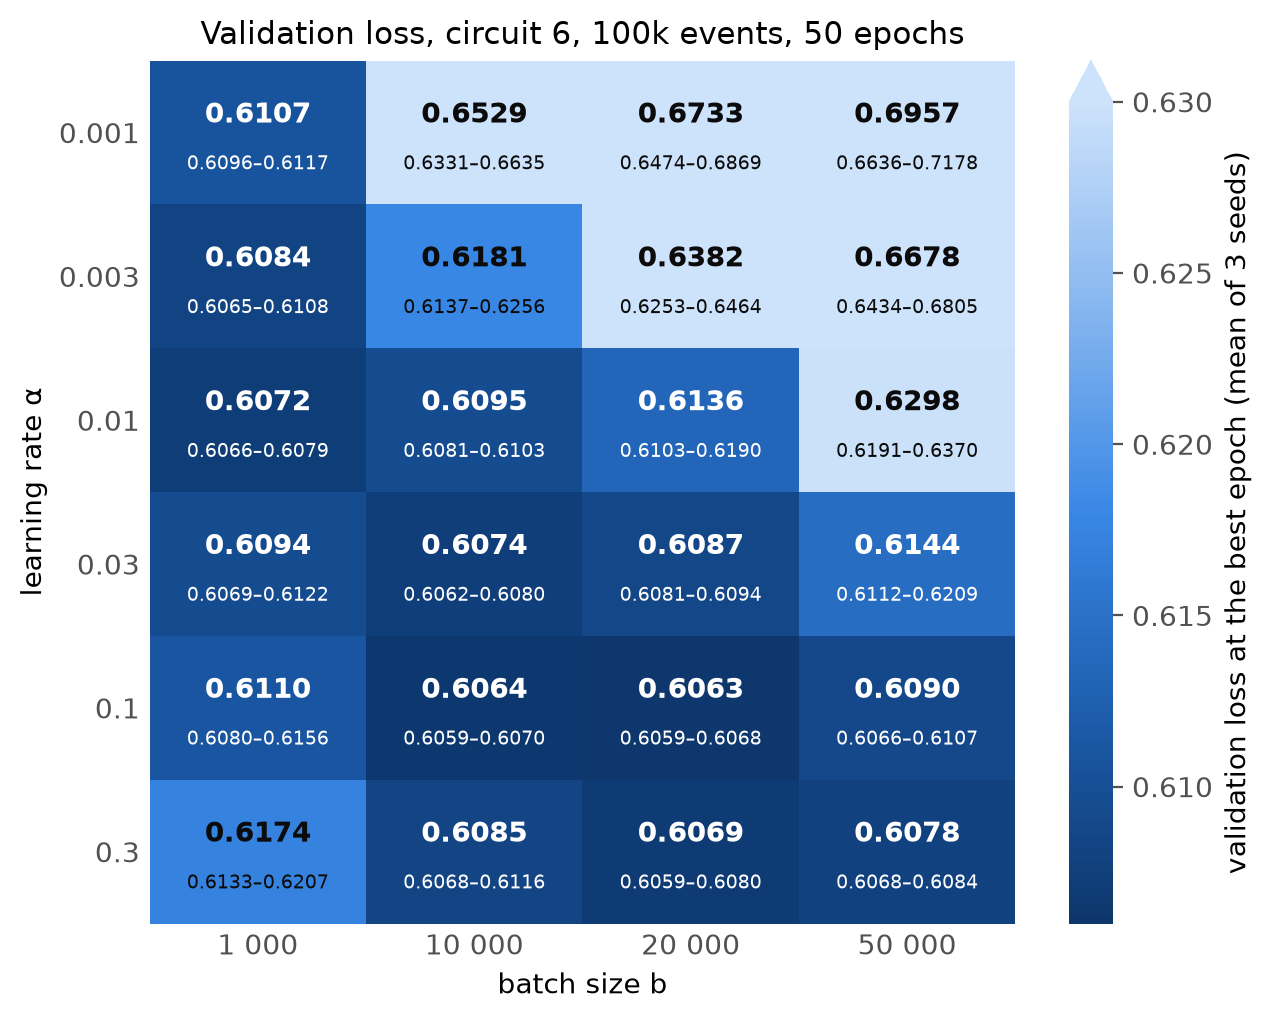 Validation loss, circuit 6, 100k events, 50 epochs
learning rate α
0.001
0.6107 0.6529 0.6733 0.6957
0.6096–0.6117 0.6331–0.6635 0.6474–0.6869 0.6636–0.7178
0.003
0.6084 0.6181 0.6382 0.6678
0.6065–0.6108 0.6137–0.6256 0.6253–0.6464 0.6434–0.6805
0.01
0.6072 0.6095 0.6136 0.6298
0.6066–0.6079 0.6081–0.6103 0.6103–0.6190 0.6191–0.6370
0.03
0.6094 0.6074 0.6087 0.6144
0.6069–0.6122 0.6062–0.6080 0.6081–0.6094 0.6112–0.6209
0.1
0.6110 0.6064 0.6063 0.6090
0.6080–0.6156 0.6059–0.6070 0.6059–0.6068 0.6066–0.6107
0.3
0.6174 0.6085 0.6069 0.6078
0.6133–0.6207 0.6068–0.6116 0.6059–0.6080 0.6068–0.6084
1 000 10 000 20 000 50 000
batch size b
0.630
0.625
0.620
0.615
0.610
validation loss at the best epoch (mean of 3 seeds)